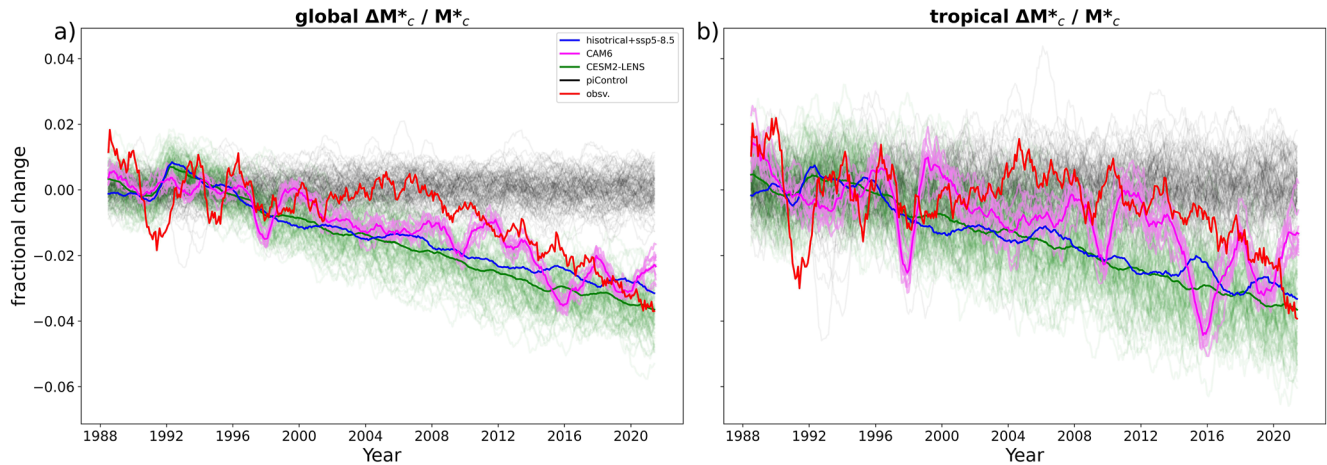 a)
global ΔM*c / M*c
hisotrical+ssp5-8.5
CAM6
CESM2-LENS
piControl
obsv.
fractional change
0.04
0.02
0.00
−0.02
−0.04
−0.06
1988 1992 1996 2000 2004 2008 2012 2016 2020
Year
b)
tropical ΔM*c / M*c
1988 1992 1996 2000 2004 2008 2012 2016 2020
Year